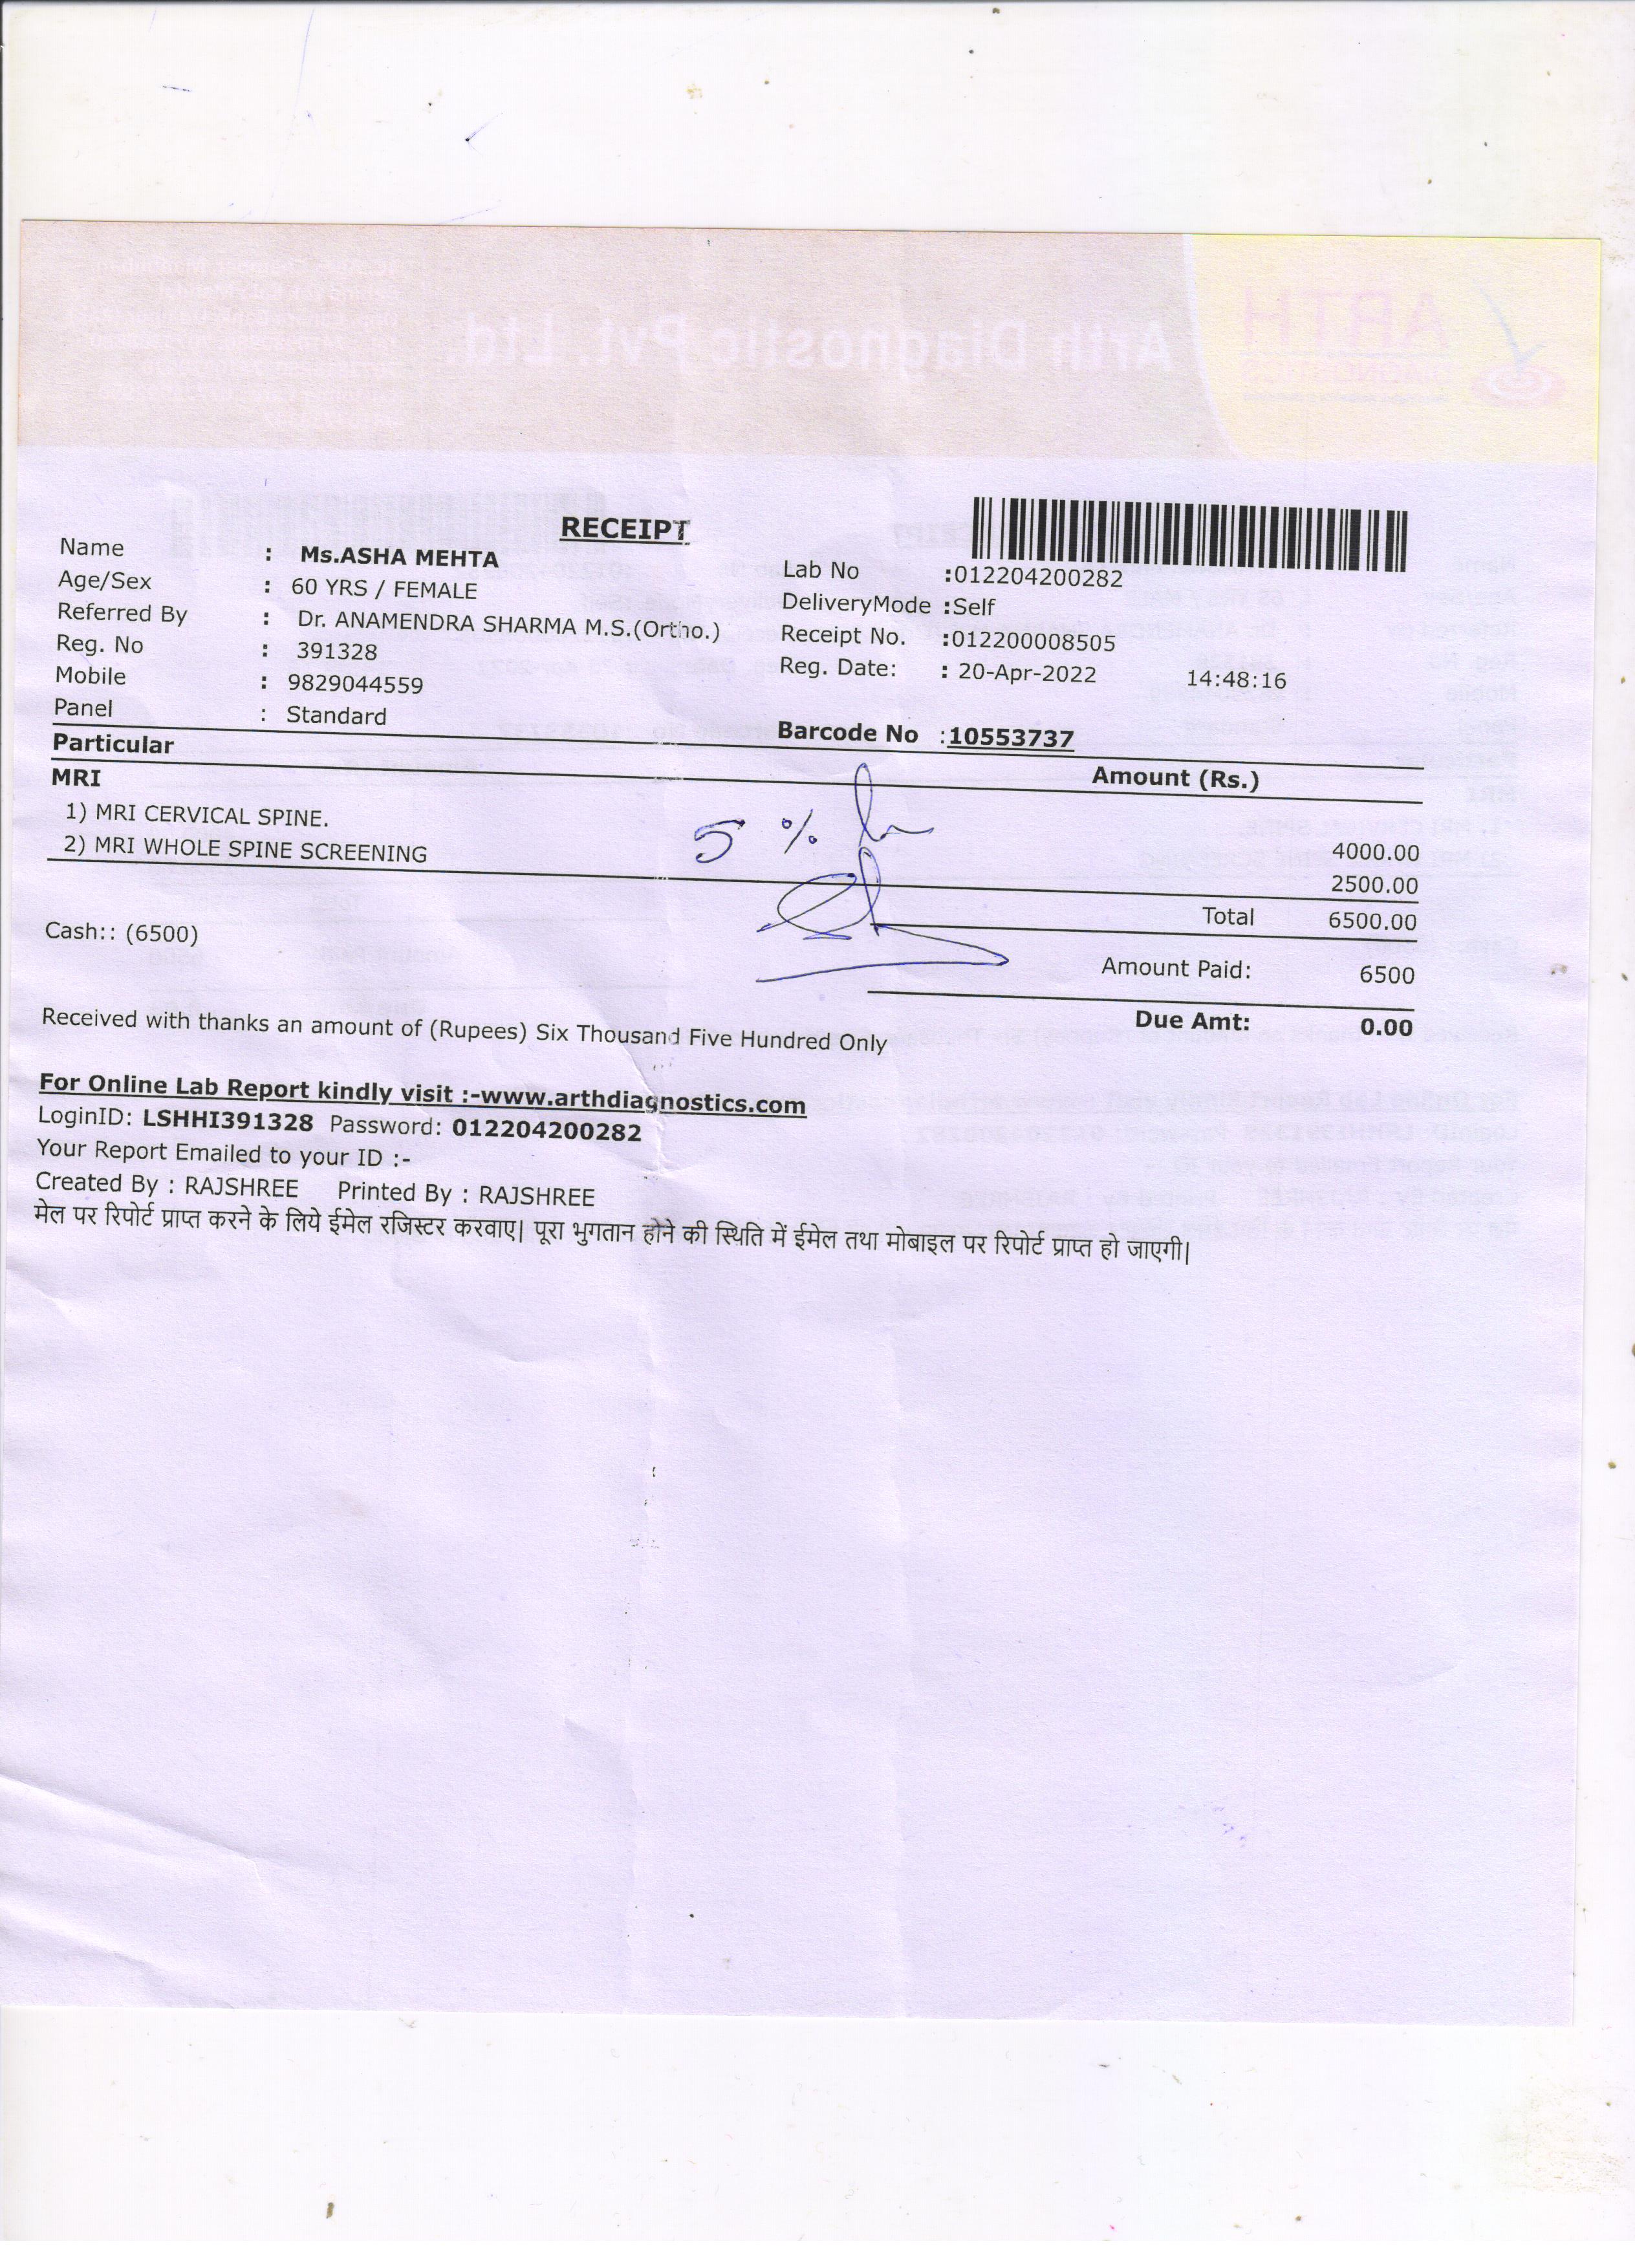 RECEIPT
Name : Ms.ASHA MEHTA
Age/Sex : 60 YRS / FEMALE
Referred By : Dr. ANAMENDRA SHARMA M.S.(Ortho.)
Reg. No : 391328
Mobile : 9829044559
Panel : Standard
Lab No :012204200282
DeliveryMode :Self
Receipt No. :012200008505
Reg. Date: : 20-Apr-2022 14:48:16
Barcode No :10553737
Particular Amount (Rs.)
MRI
1) MRI CERVICAL SPINE. 4000.00
2) MRI WHOLE SPINE SCREENING 2500.00
5 %
Total 6500.00
Cash:: (6500)
Amount Paid: 6500
Due Amt: 0.00
Received with thanks an amount of (Rupees) Six Thousand Five Hundred Only
For Online Lab Report kindly visit :-www.arthdiagnostics.com
LoginID: LSHHI391328 Password: 012204200282
Your Report Emailed to your ID :-
Created By : RAJSHREE Printed By : RAJSHREE
मेल पर रिपोर्ट प्राप्त करने के लिये ईमेल रजिस्टर करवाए| पूरा भुगतान होने की स्थिति में ईमेल तथा मोबाइल पर रिपोर्ट प्राप्त हो जाएगी|